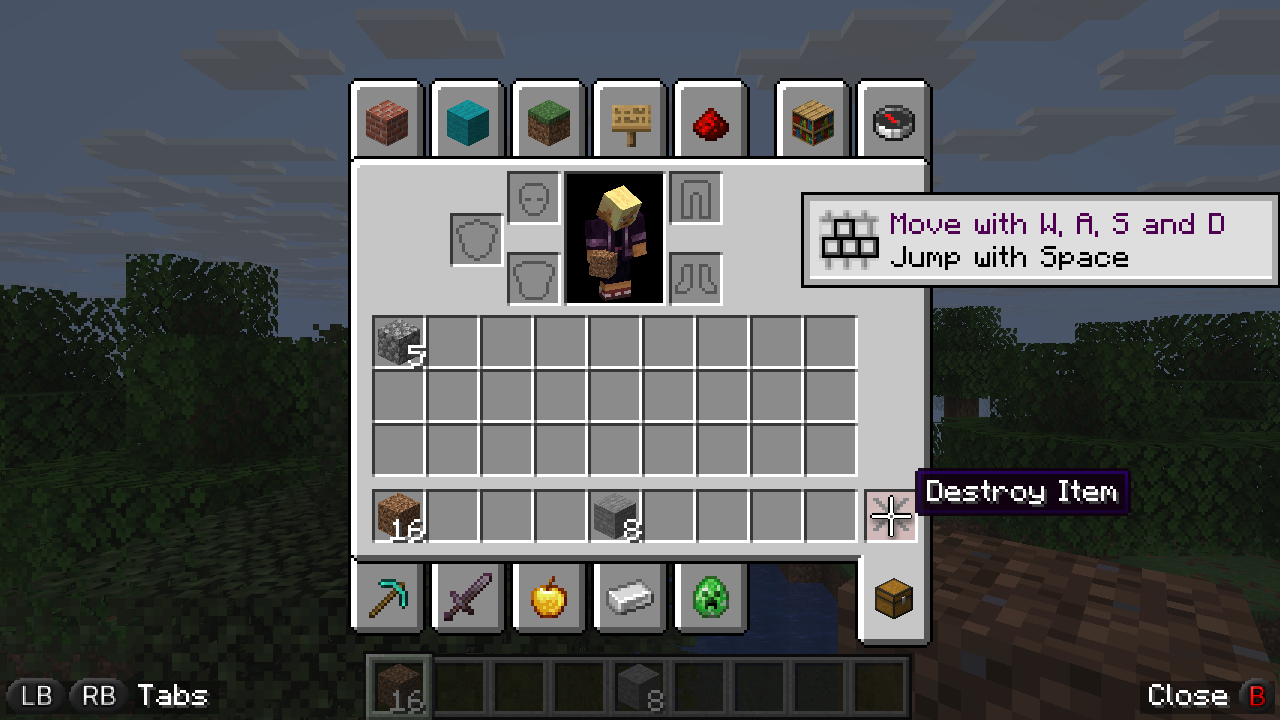 Move with W, A, S and D
Jump with Space
5
Destroy Item
16
8
16
8
LB RB Tabs
Close B